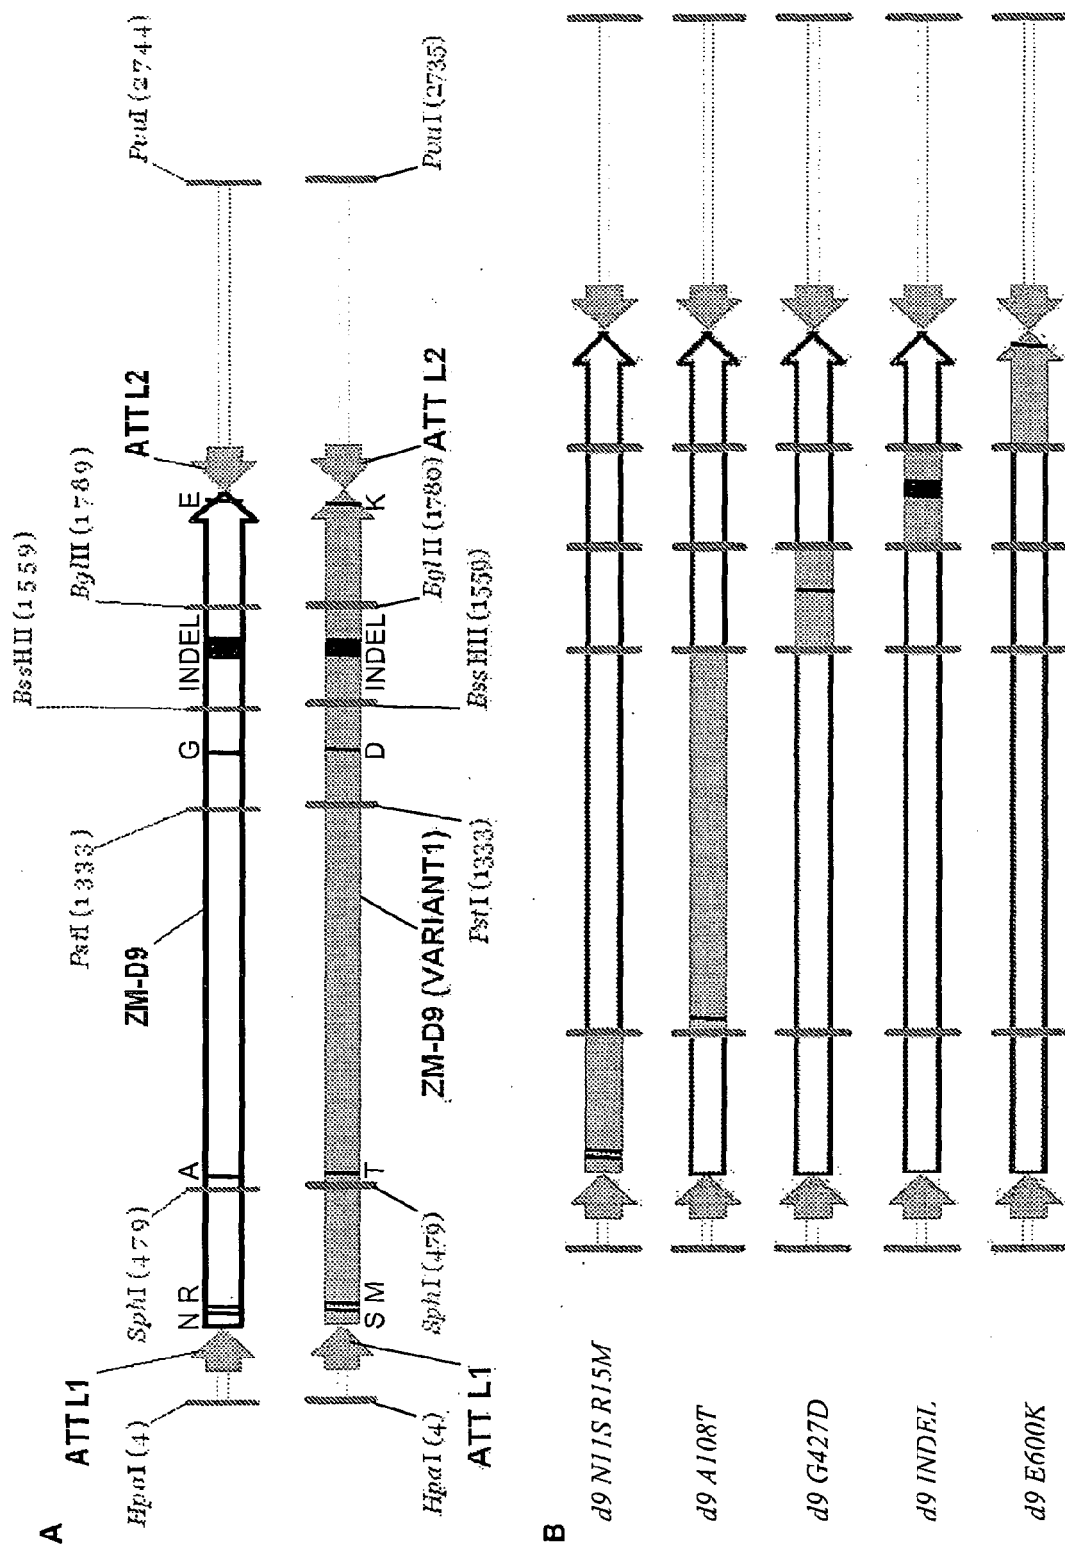 A
HpaI (4)
ATT L1
SphI (479)
N R
A
ZM-D9
PstI (1333)
G
BssHII (1559)
INDEL
BglII (1789)
E
ATT L2
PvuI (2744)
HpaI (4)
ATT L1
S M
SphI (479)
T
ZM-D9 (VARIANT1)
PstI (1333)
D
BssHII (1559)
INDEL
BglII (1780)
K
ATT L2
PvuI (2735)
B
d9 N11S R15M
d9 A108T
d9 G427D
d9 INDEL
d9 E600K